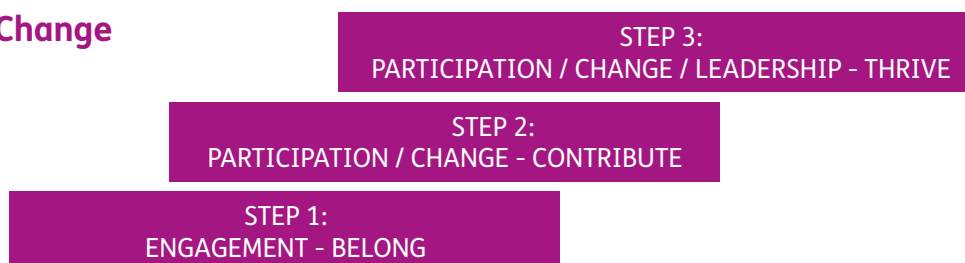 Change
STEP 3:
PARTICIPATION / CHANGE / LEADERSHIP - THRIVE
STEP 2:
PARTICIPATION / CHANGE - CONTRIBUTE
STEP 1:
ENGAGEMENT - BELONG